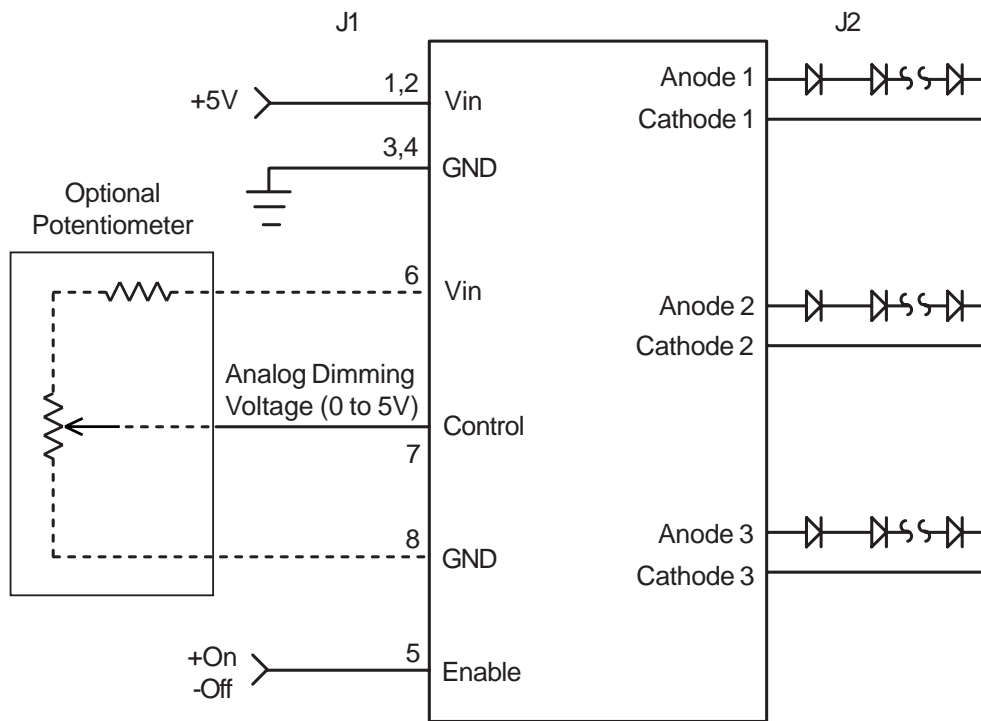 J1
J2
+5V
1,2
Vin
3,4
GND
Optional
Potentiometer
6
Vin
Analog Dimming
Voltage (0 to 5V)
Control
7
8
GND
+On
-Off
5
Enable
Anode 1
Cathode 1
Anode 2
Cathode 2
Anode 3
Cathode 3